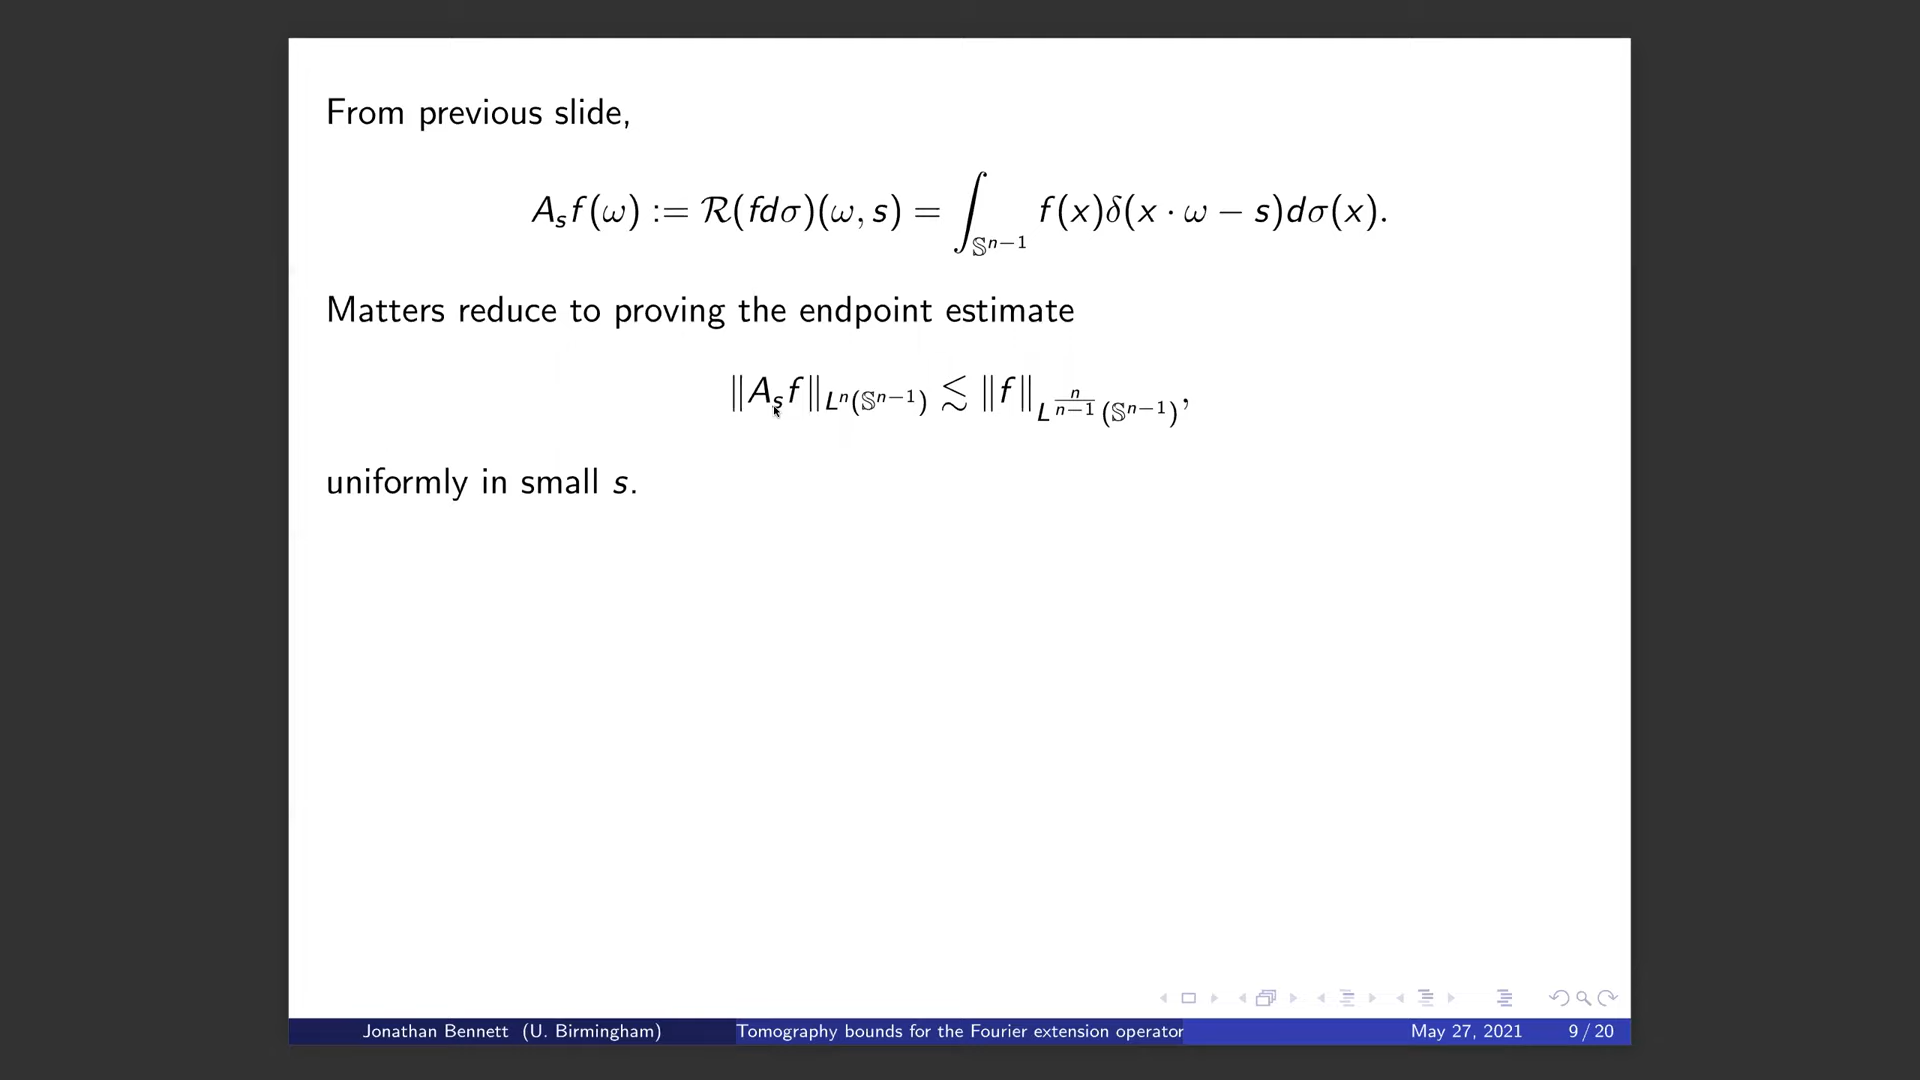 From previous slide,
A_s f(ω) := ℛ(fdσ)(ω, s) = ∫_{𝕊^{n−1}} f(x)δ(x · ω − s)dσ(x).
Matters reduce to proving the endpoint estimate
‖A_s f‖_{L^n(𝕊^{n−1})} ≲ ‖f‖_{L^{n/(n−1)}(𝕊^{n−1})},
uniformly in small s.
Jonathan Bennett (U. Birmingham) Tomography bounds for the Fourier extension operator May 27, 2021 9 / 20